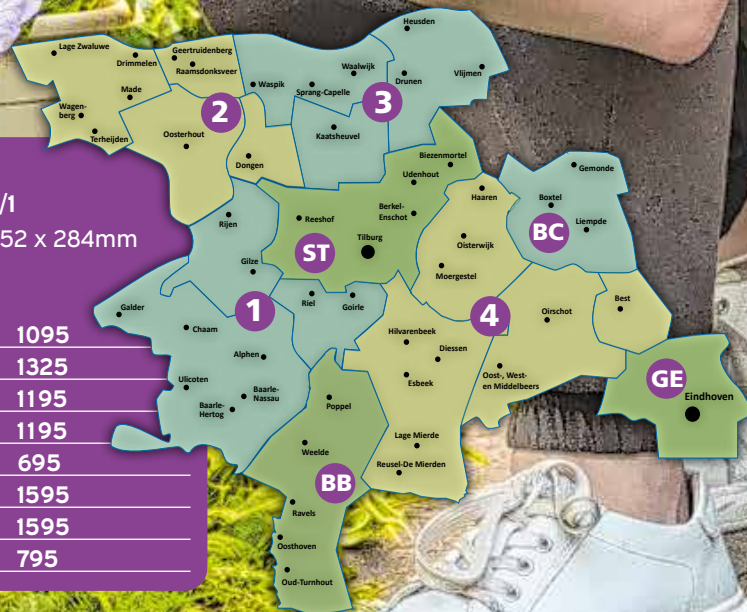 Heusden
Lage Zwaluwe
Drimmelen
Geertruidenberg
Raamsdonksveer
Made
Wagen-
berg
Terheijden
2
Oosterhout
Dongen
Waspik
Sprang-Capelle
Waalwijk
Drunen
Vlijmen
3
Kaatsheuvel
/1
52 x 284mm
1095
1325
1195
1195
695
1595
1595
795
Biezenmortel
Udenhout
Berkel-
Enschot
Reeshof
Tilburg
ST
Haaren
Oisterwijk
Moergestel
Gemonde
Boxtel
Liempde
BC
Rijen
Gilze
1
Riel
Goirle
Galder
Chaam
Alphen
Ulicoten
Baarle-
Nassau
Baarle-
Hertog
4
Oirschot
Best
Hilvarenbeek
Diessen
Esbeek
Oost-, West-
en Middelbeers
Lage Mierde
Reusel-De Mierden
GE
Eindhoven
Poppel
Weelde
BB
Ravels
Oosthoven
Oud-Turnhout